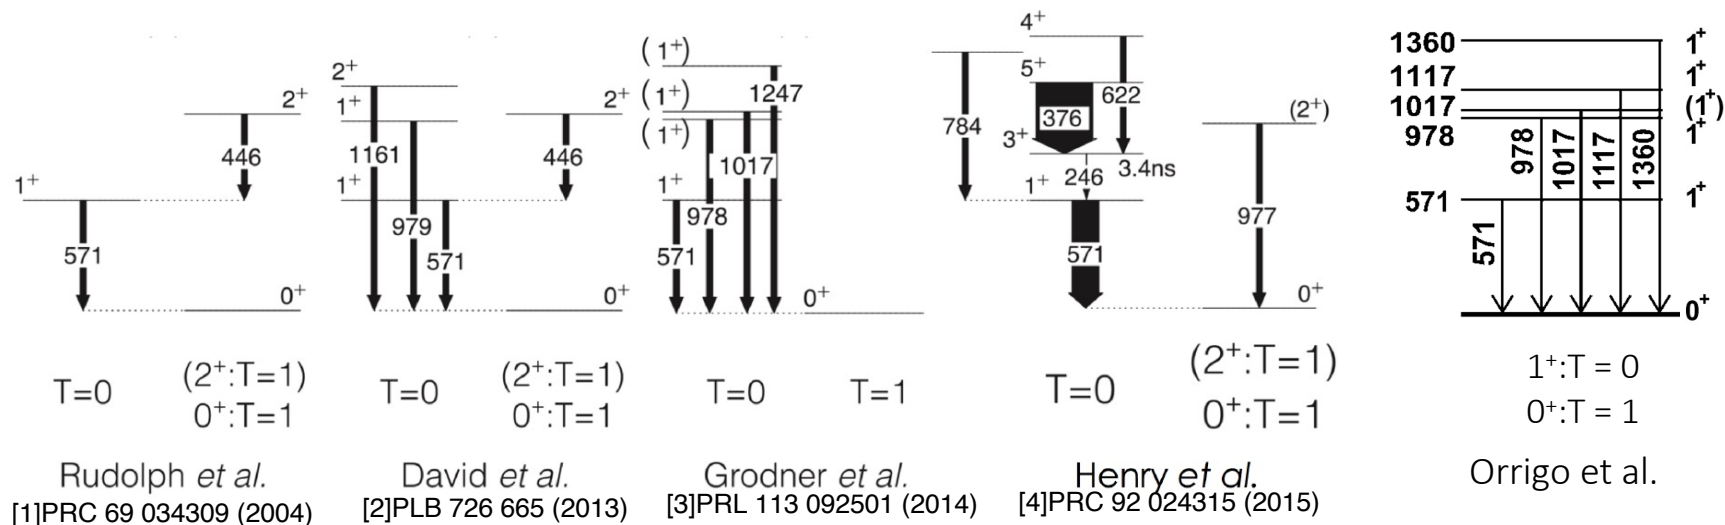 2⁺
446
1⁺
571
0⁺
T=0
(2⁺:T=1)
0⁺:T=1
Rudolph et al.
[1]PRC 69 034309 (2004)
2⁺
1⁺
2⁺
1161
446
1⁺
979
571
0⁺
T=0
(2⁺:T=1)
0⁺:T=1
David et al.
[2]PLB 726 665 (2013)
(1⁺)
1247
(1⁺)
(1⁺)
1017
1⁺
978
571
0⁺
T=0
T=1
Grodner et al.
[3]PRL 113 092501 (2014)
4⁺
5⁺
622
376
784
(2⁺)
3⁺
3.4ns
246
1⁺
977
571
0⁺
T=0
(2⁺:T=1)
0⁺:T=1
Henry et al.
[4]PRC 92 024315 (2015)
1360 1⁺
1117 1⁺
1017 (1⁺)
978 1⁺
978 1017 1117 1360
571 1⁺
571
0⁺
1⁺:T = 0
0⁺:T = 1
Orrigo et al.